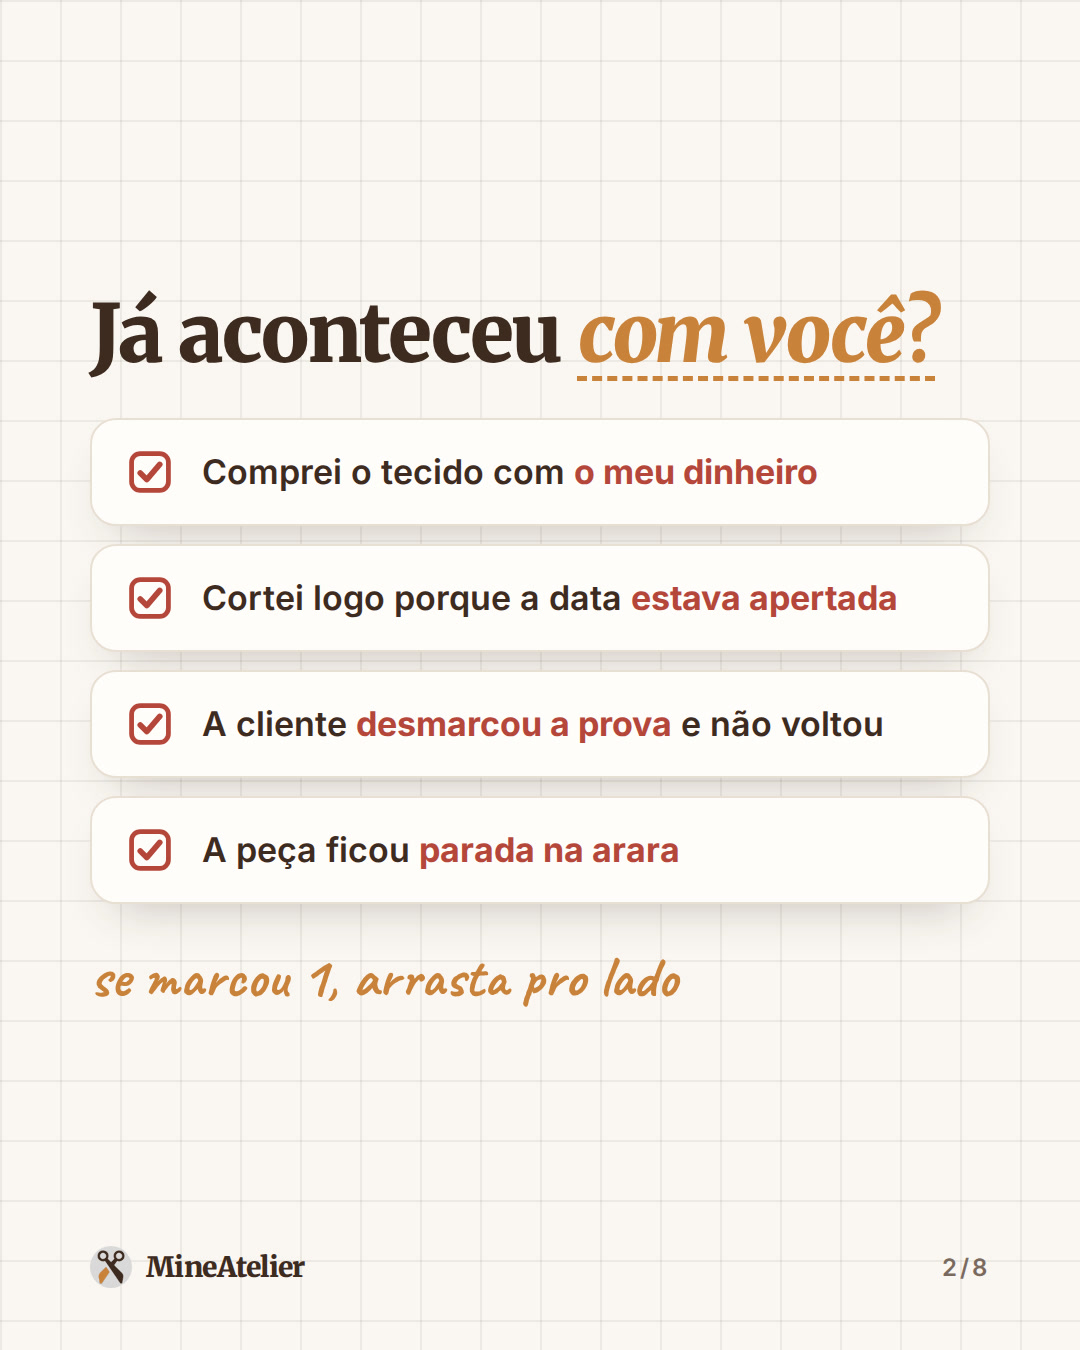 Já aconteceu com você?
Comprei o tecido com o meu dinheiro
Cortei logo porque a data estava apertada
A cliente desmarcou a prova e não voltou
A peça ficou parada na arara
se marcou 1, arrasta pro lado
MineAtelier
2/8